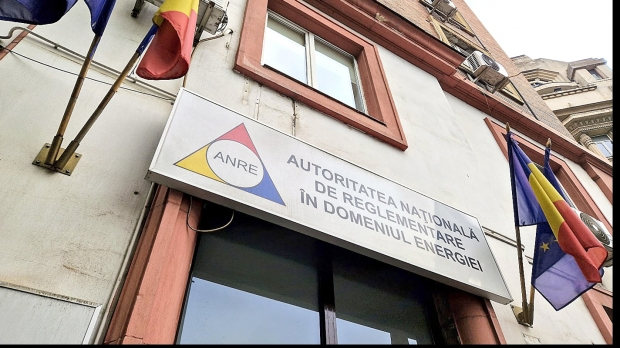 ANRE
AUTORITATEA NAȚIONALĂ
DE REGLEMENTARE
ÎN DOMENIUL ENERGIEI